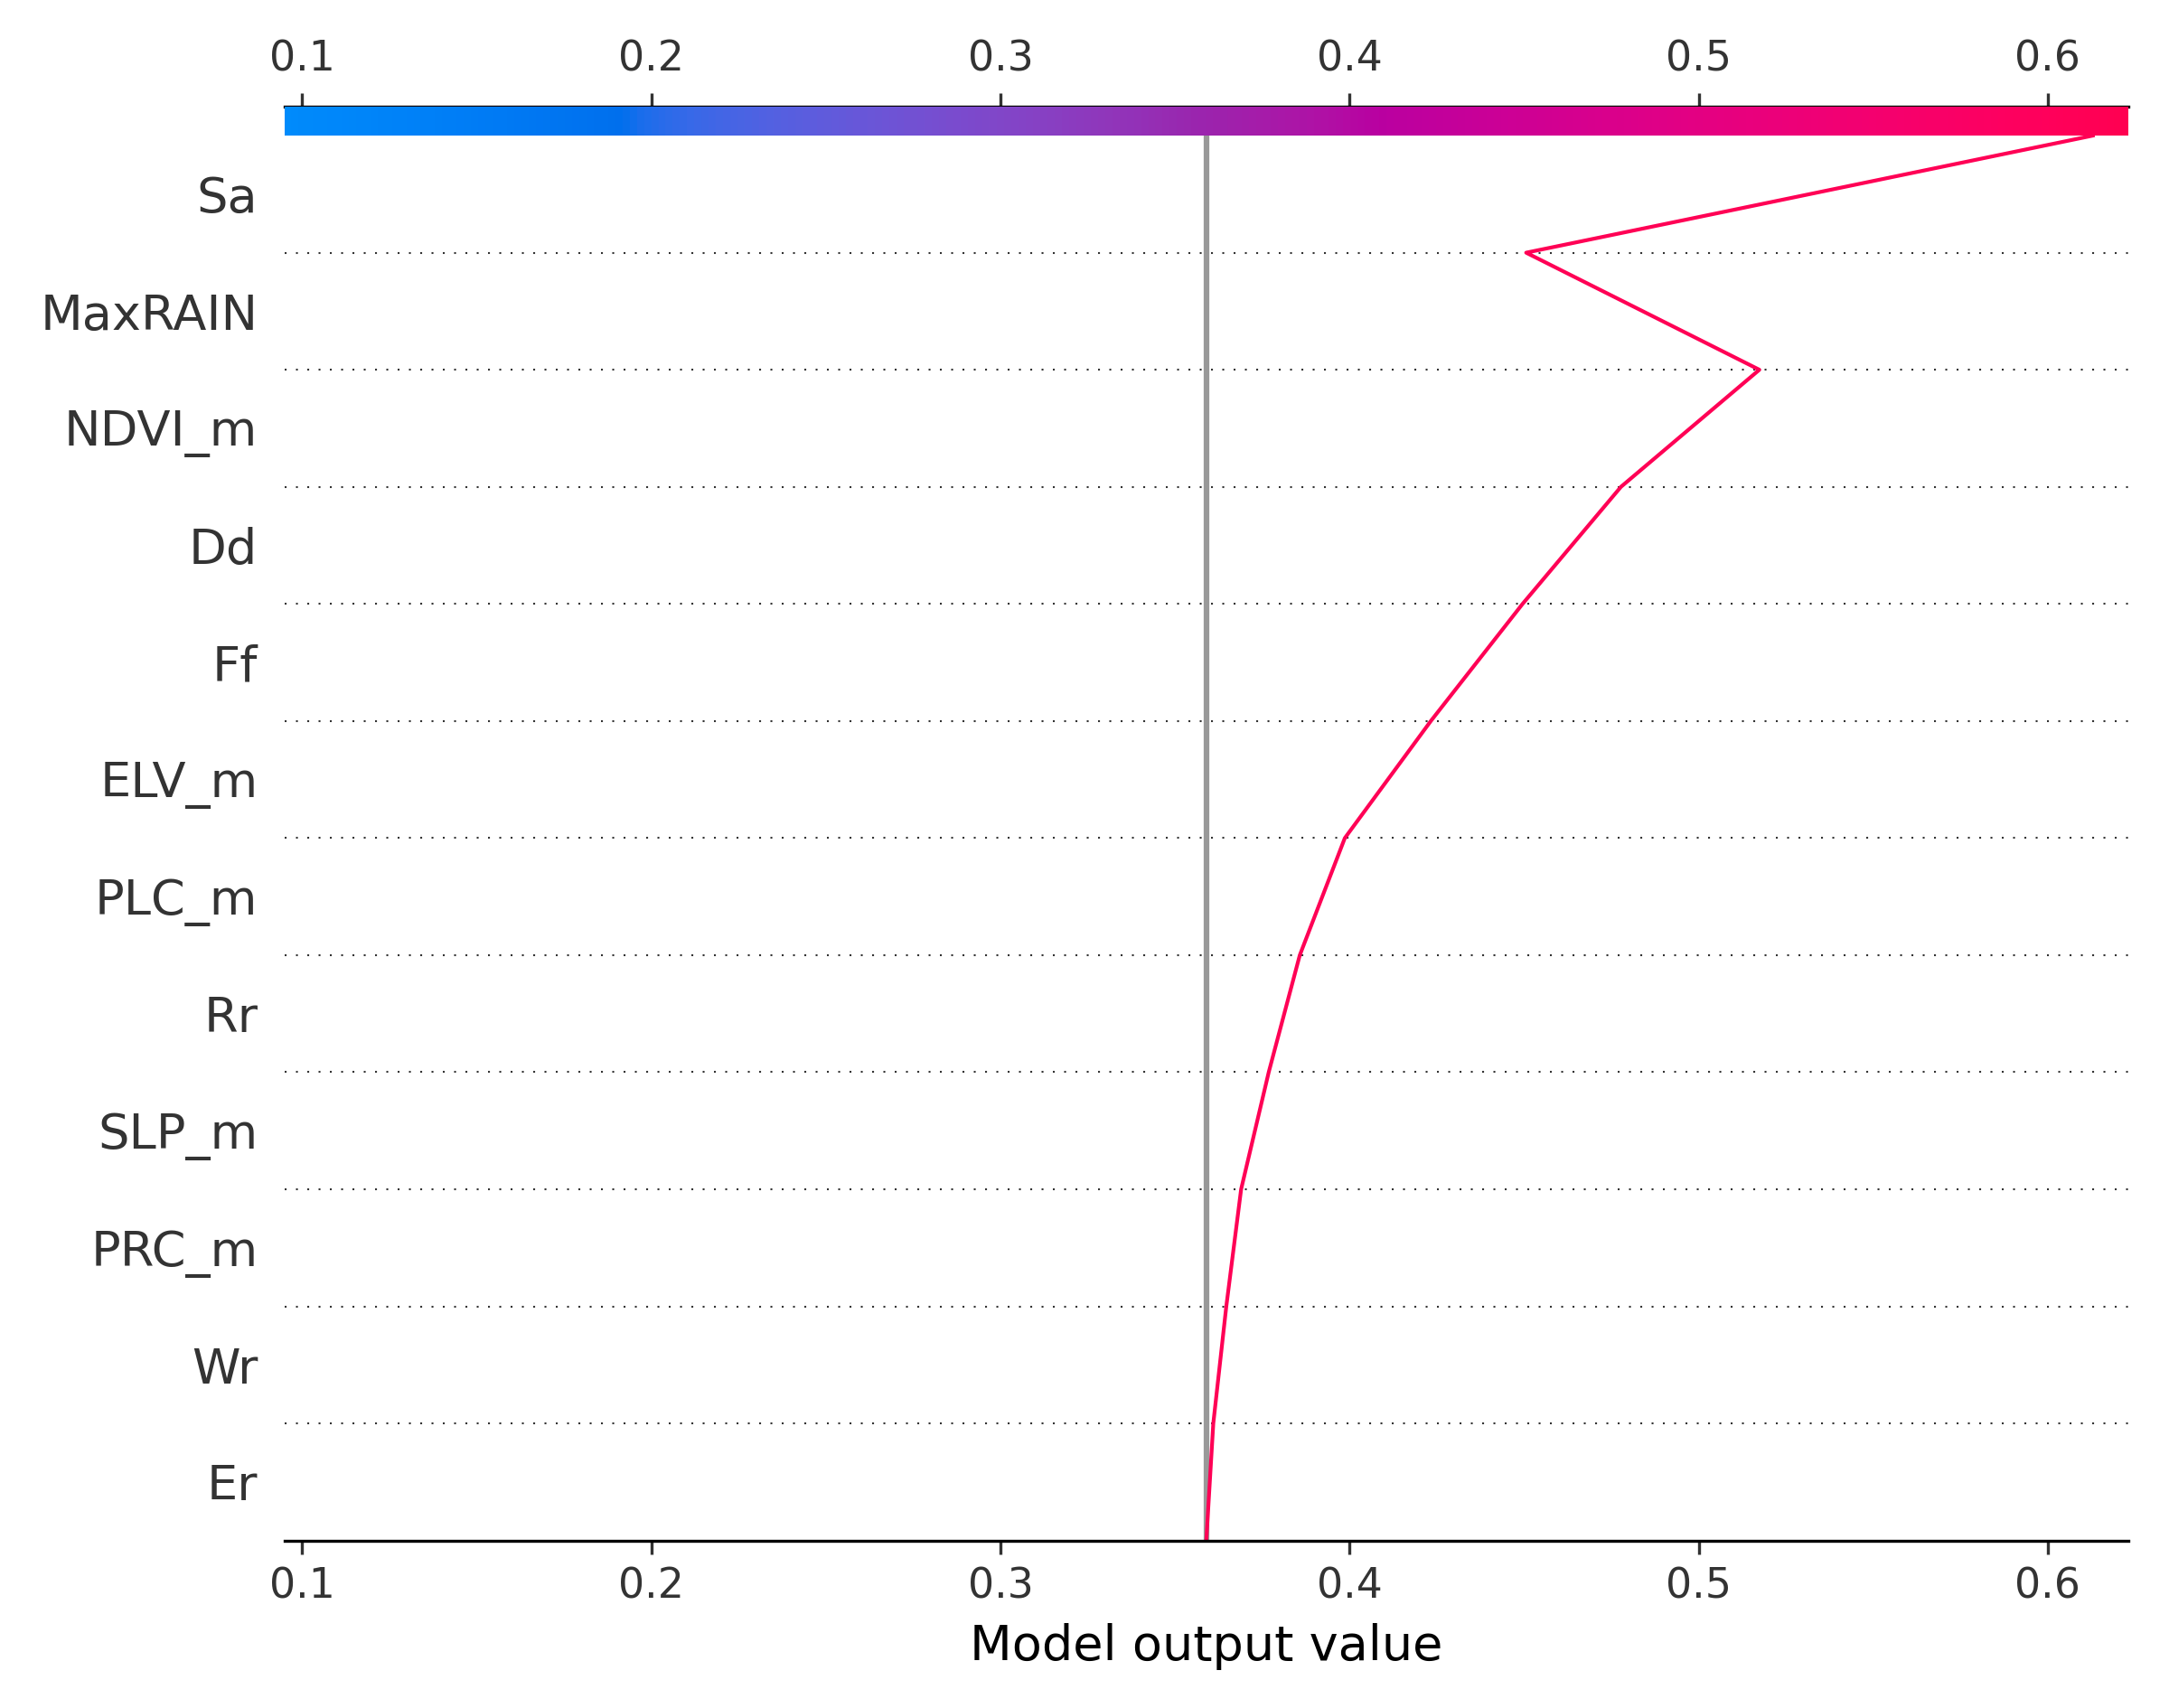 0.1 0.2 0.3 0.4 0.5 0.6
Sa
MaxRAIN
NDVI_m
Dd
Ff
ELV_m
PLC_m
Rr
SLP_m
PRC_m
Wr
Er
0.1 0.2 0.3 0.4 0.5 0.6
Model output value